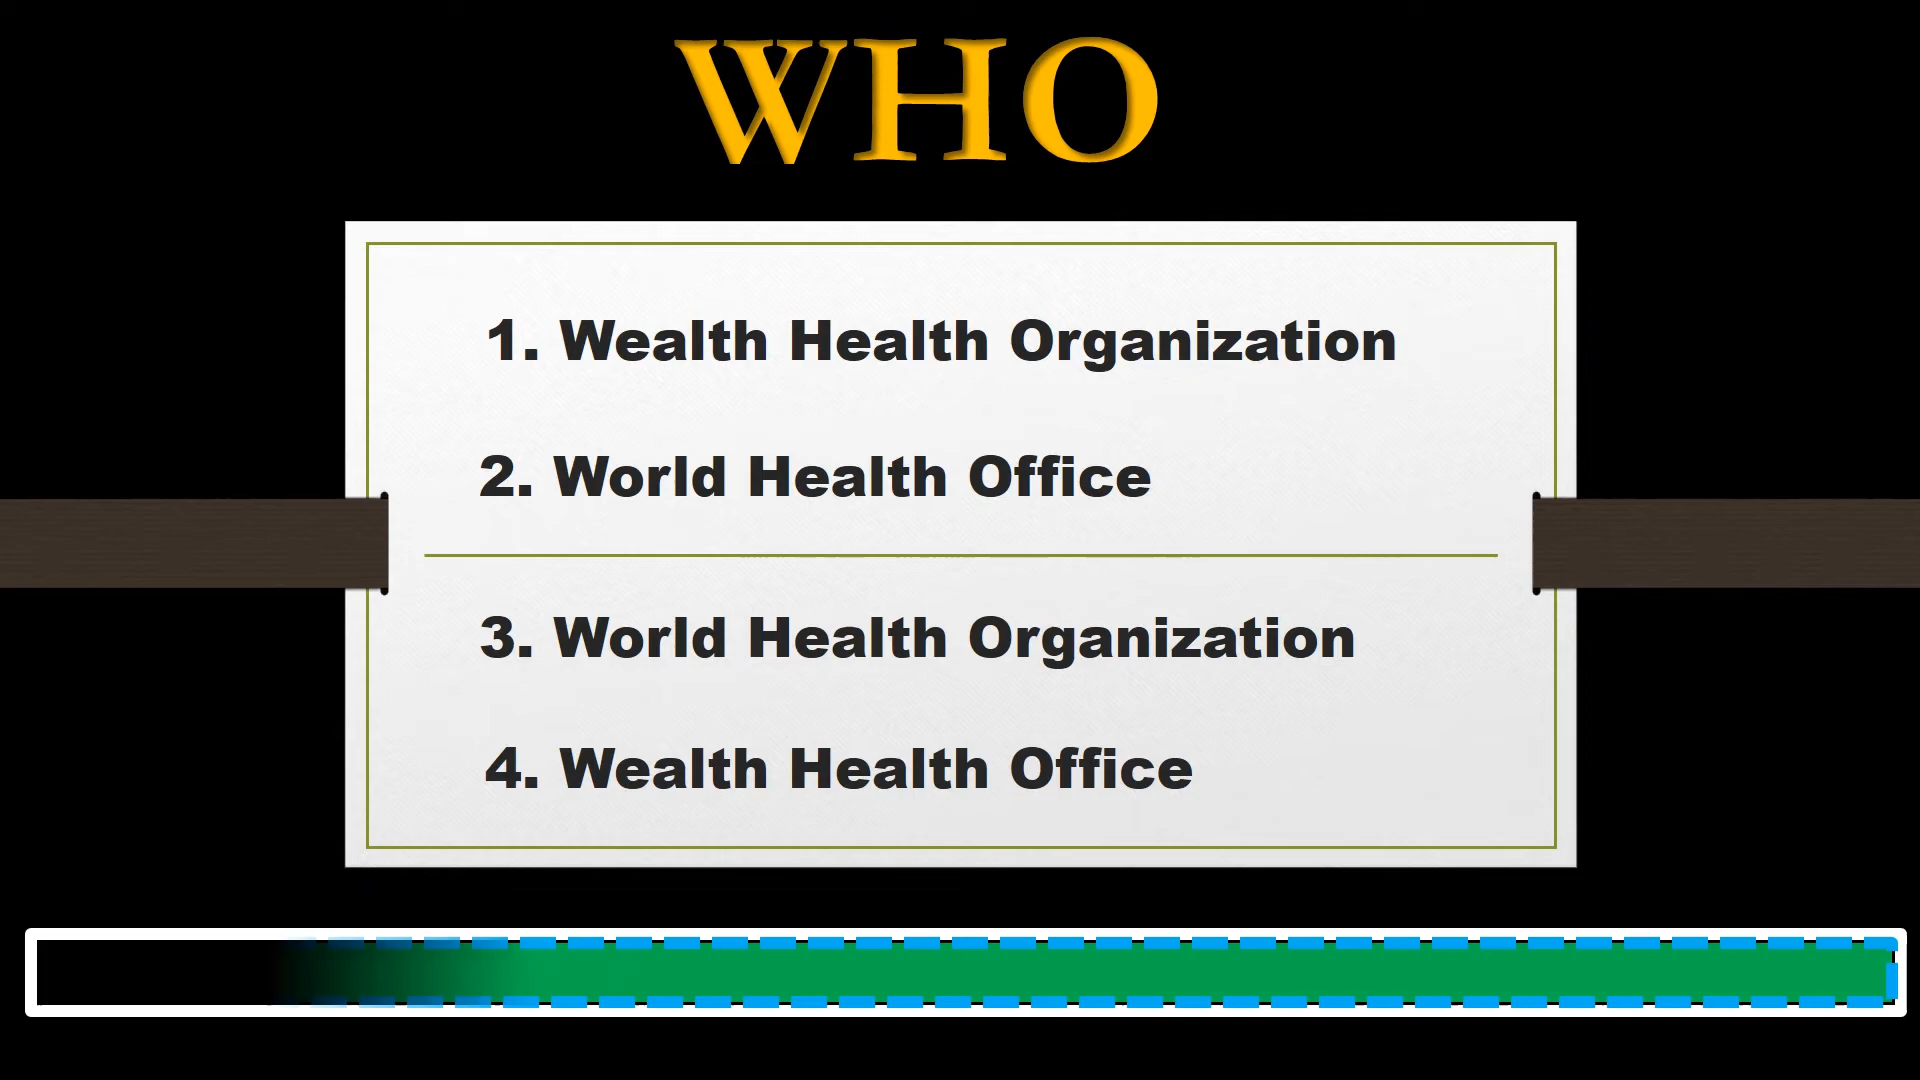 WHO
1. Wealth Health Organization
2. World Health Office
3. World Health Organization
4. Wealth Health Office